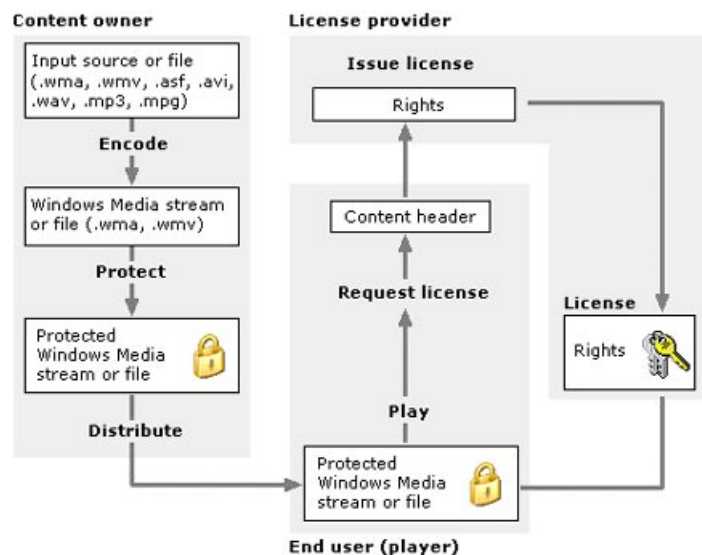 Content owner
Input source or file
(.wma, .wmv, .asf, .avi,
.wav, .mp3, .mpg)
Encode
Windows Media stream
or file (.wma, .wmv)
Protect
Protected
Windows Media
stream or file
Distribute
License provider
Issue license
Rights
Content header
Request license
Play
Protected
Windows Media
stream or file
End user (player)
License
Rights